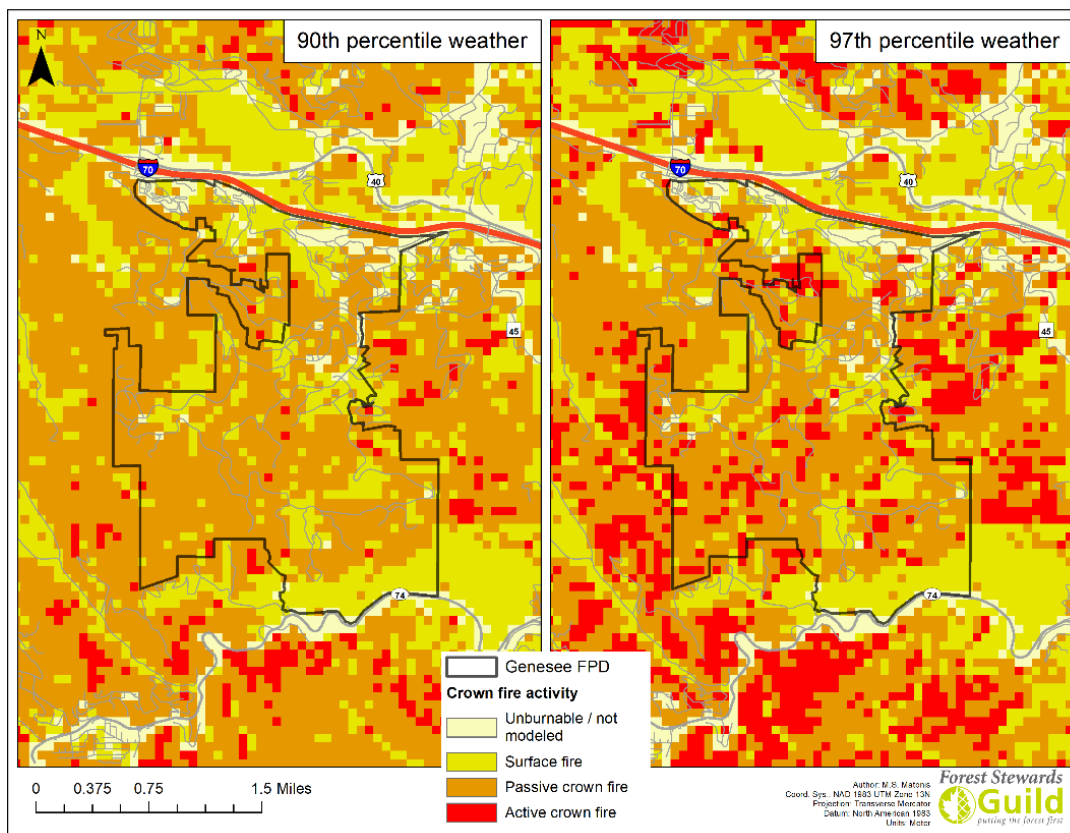 N
90th percentile weather
97th percentile weather
70
40
45
74
70
40
45
74
Genesee FPD
Crown fire activity
Unburnable / not
modeled
Surface fire
Passive crown fire
Active crown fire
0 0.375 0.75 1.5 Miles
Author: M.S. Matonis
Coord. Sys.: NAD 1983 UTM Zone 13N
Projection: Transverse Mercator
Datum: North American 1983
Units: Meter
Forest Stewards
Guild
putting the forest first